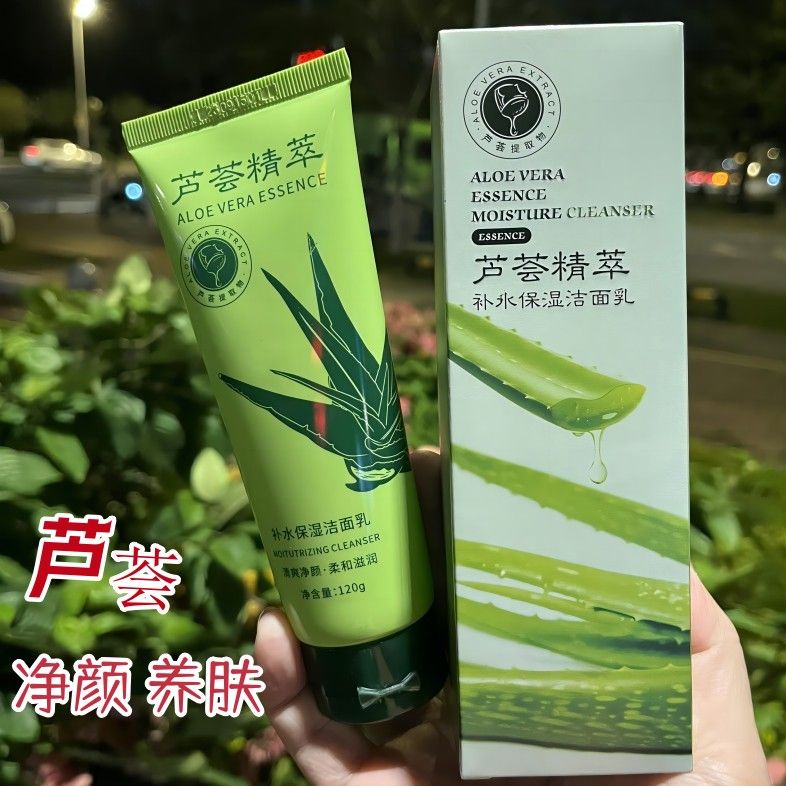 芦荟精萃
ALOE VERA ESSENCE
ALOE VERA EXTRACT
芦荟提取物
补水保湿洁面乳
MOITUTRIZING CLEANSER
清爽净颜·柔和滋润
净含量:120g
ALOE VERA EXTRACT
芦荟提取物
ALOE VERA
ESSENCE
MOISTURE CLEANSER
ESSENCE
芦荟精萃
补水保湿洁面乳
芦荟
净颜 养肤